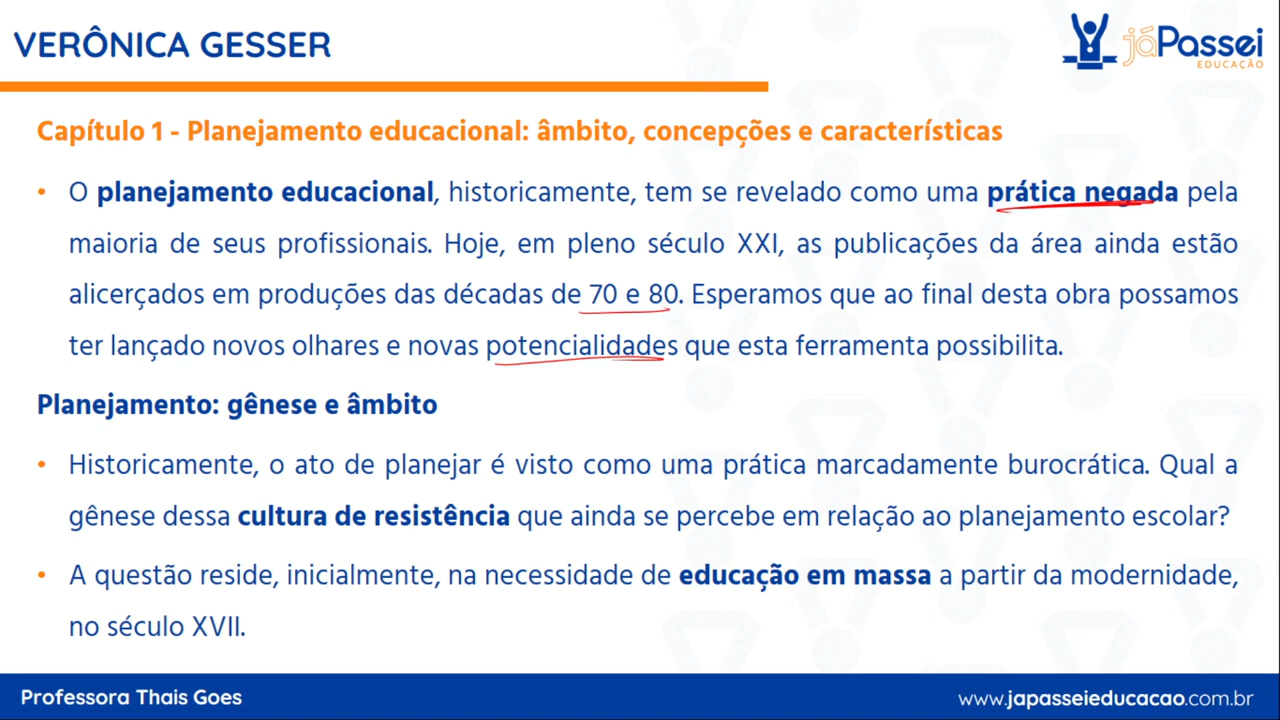 VERÔNICA GESSER
jáPassei
EDUCAÇÃO
Capítulo 1 - Planejamento educacional: âmbito, concepções e características
• O planejamento educacional, historicamente, tem se revelado como uma prática negada pela
maioria de seus profissionais. Hoje, em pleno século XXI, as publicações da área ainda estão
alicerçados em produções das décadas de 70 e 80. Esperamos que ao final desta obra possamos
ter lançado novos olhares e novas potencialidades que esta ferramenta possibilita.
Planejamento: gênese e âmbito
• Historicamente, o ato de planejar é visto como uma prática marcadamente burocrática. Qual a
gênese dessa cultura de resistência que ainda se percebe em relação ao planejamento escolar?
• A questão reside, inicialmente, na necessidade de educação em massa a partir da modernidade,
no século XVII.
Professora Thais Goes
www.japasseieducacao.com.br